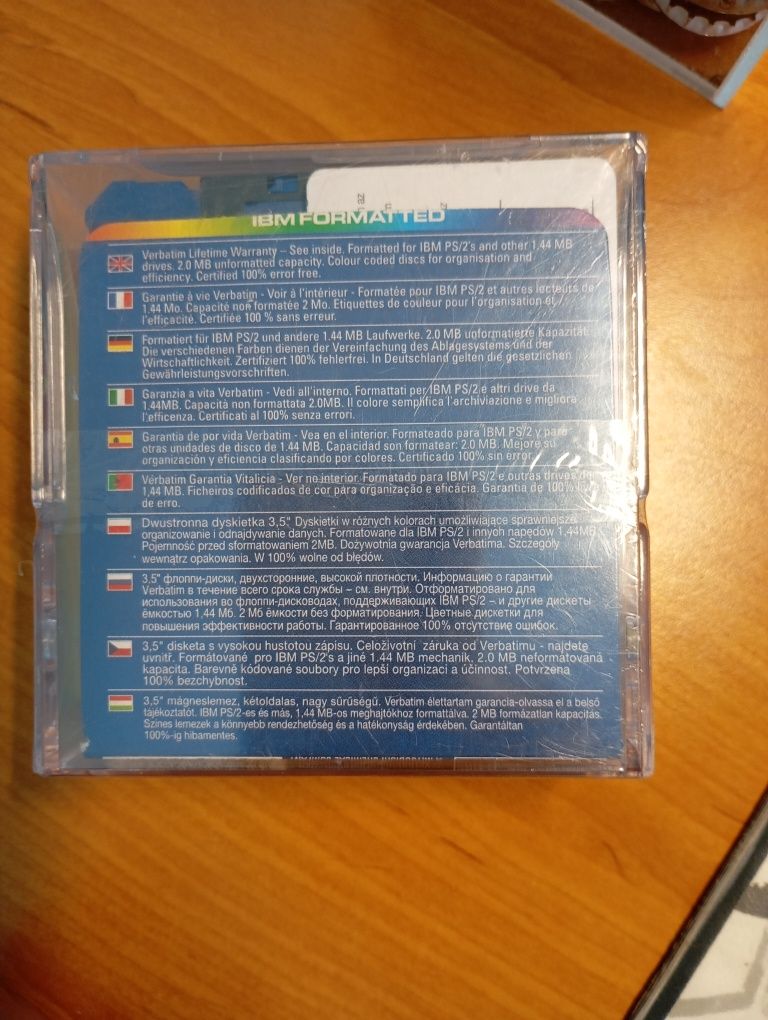 IBM FORMATTED
Verbatim Lifetime Warranty – See inside. Formatted for IBM PS/2's and other 1.44 MB
drives. 2.0 MB unformatted capacity. Colour coded discs for organisation and
efficiency. Certified 100% error free.
Garantie à vie Verbatim - Voir à l'intérieur - Formatée pour IBM PS/2 et autres lecteurs de
1,44 Mo. Capacité non formatée 2 Mo. Etiquettes de couleur pour l'organisation et
l'efficacité. Certifiée 100 % sans erreur.
Formatiert für IBM PS/2 und andere 1.44 MB Laufwerke. 2.0 MB unformatierte Kapazität.
Die verschiedenen Farben dienen der Vereinfachung des Ablagesystems und der
Wirtschaftlichkeit. Zertifiziert 100% fehlerfrei. In Deutschland gelten die gesetzlichen
Gewährleistungsvorschriften.
Garanzia a vita Verbatim - Vedi all'interno. Formattati per IBM PS/2 e altri drive da
1.44MB. Capacità non formattata 2.0MB. Il colore semplifica l'archiviazione e migliora
l'efficenza. Certificati al 100% senza errori.
Garantia de por vida Verbatim - Vea en el interior. Formateado para IBM PS/2 y para
otras unidades de disco de 1.44 MB. Capacidad son formatear: 2.0 MB. Mejore su
organización y eficiencia clasificando por colores. Certificado 100% sin error.
Verbatim Garantia Vitalicia - Ver no interior. Formatado para IBM PS/2 e outras drives de
1,44 MB. Ficheiros codificados de cor para organização e eficácia. Garantia de 100% livre
de erro.
Dwustronna dyskietka 3,5." Dyskietki w różnych kolorach umożliwiające sprawniejsze
organizowanie i odnajdywanie danych. Formatowane dla IBM PS/2 i innych napędów 1,44MB.
Pojemność przed sformatowaniem 2MB. Dożywotnia gwarancja Verbatima. Szczegóły
wewnątrz opakowania. W 100% wolne od błędów.
3.5" флоппи-диски, двухсторонние, высокой плотности. Информацию о гарантии
Verbatim в течение всего срока службы – см. внутри. Отформатировано для
использования во флоппи-дисководах, поддерживающих IBM PS/2 – и другие дискеты
ёмкостью 1.44 Мб. 2 Мб ёмкости без форматирования. Цветные дискетки для
повышения эффективности работы. Гарантированное 100% отсутствие ошибок.
3,5" disketa s vysokou hustotou zápisu. Celoživotní záruka od Verbatimu - najdete
uvnitř. Formátované pro IBM PS/2's a jiné 1.44 MB mechanik. 2.0 MB neformátovaná
kapacita. Barevně kódované soubory pro lepší organizaci a účinnost. Potvrzena
100% bezchybnost.
3,5" mágneslemez, kétoldalas, nagy sűrűségű. Verbatim élettartam garancia-olvassa el a belső
tájékoztatót. IBM PS/2-es és más, 1,44 MB-os meghajtókhoz formattálva. 2 MB formázatlan kapacitás.
Színes lemezek a könnyebb rendezhetőség és a hatékonyság érdekében. Garantáltan
100%-ig hibamentes.